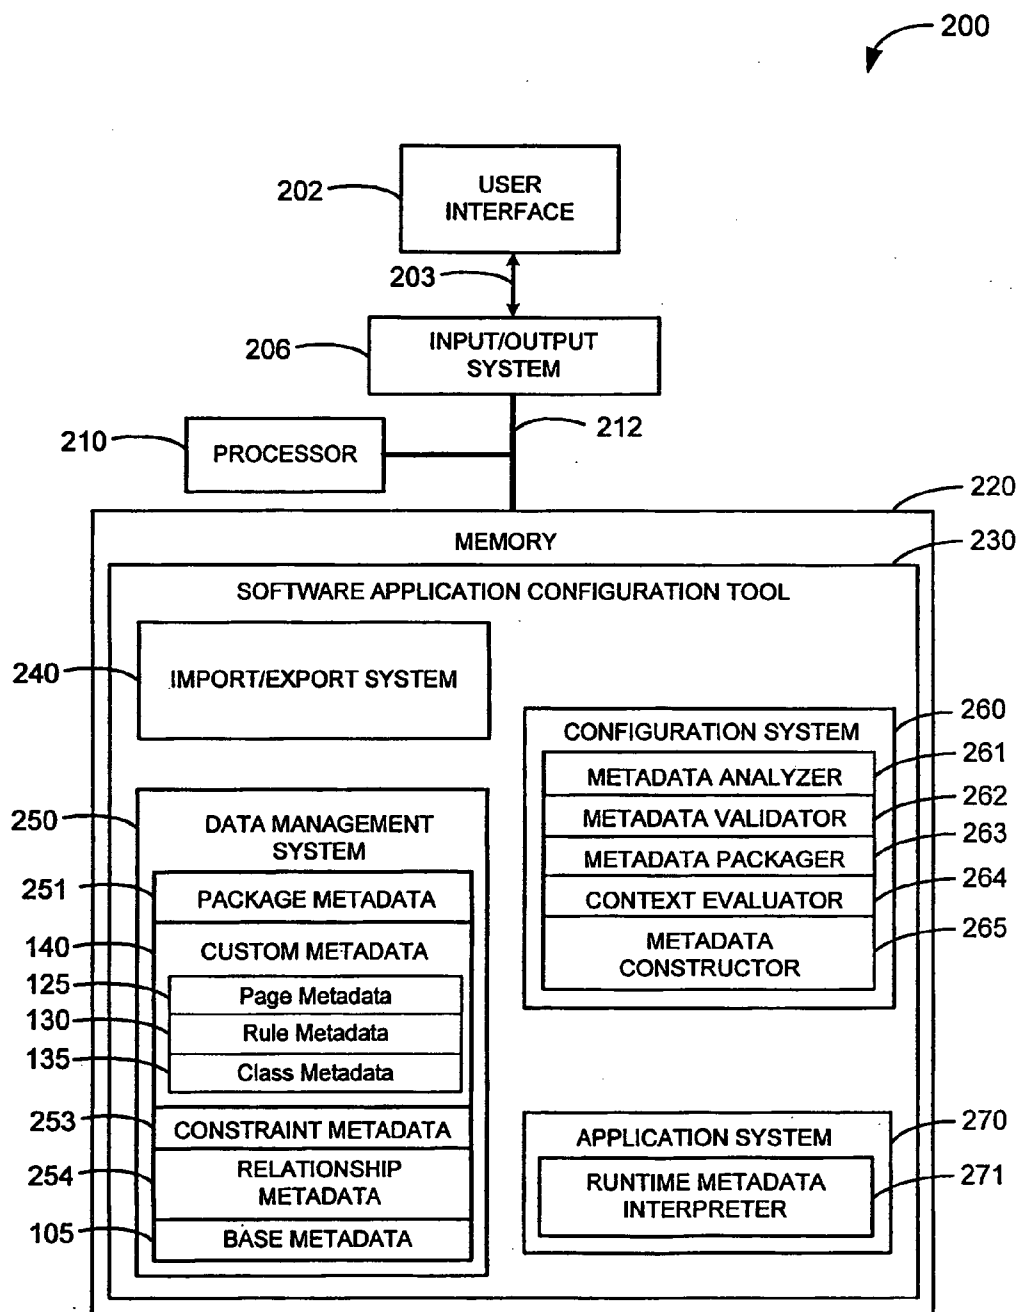 200
202
USER
INTERFACE
203
206
INPUT/OUTPUT
SYSTEM
210
PROCESSOR
212
220
MEMORY
230
SOFTWARE APPLICATION CONFIGURATION TOOL
240
IMPORT/EXPORT SYSTEM
250
DATA MANAGEMENT
SYSTEM
251
PACKAGE METADATA
140
CUSTOM METADATA
125
Page Metadata
130
Rule Metadata
135
Class Metadata
253
CONSTRAINT METADATA
254
RELATIONSHIP
METADATA
105
BASE METADATA
260
CONFIGURATION SYSTEM
261
METADATA ANALYZER
262
METADATA VALIDATOR
263
METADATA PACKAGER
264
CONTEXT EVALUATOR
265
METADATA
CONSTRUCTOR
270
APPLICATION SYSTEM
271
RUNTIME METADATA
INTERPRETER